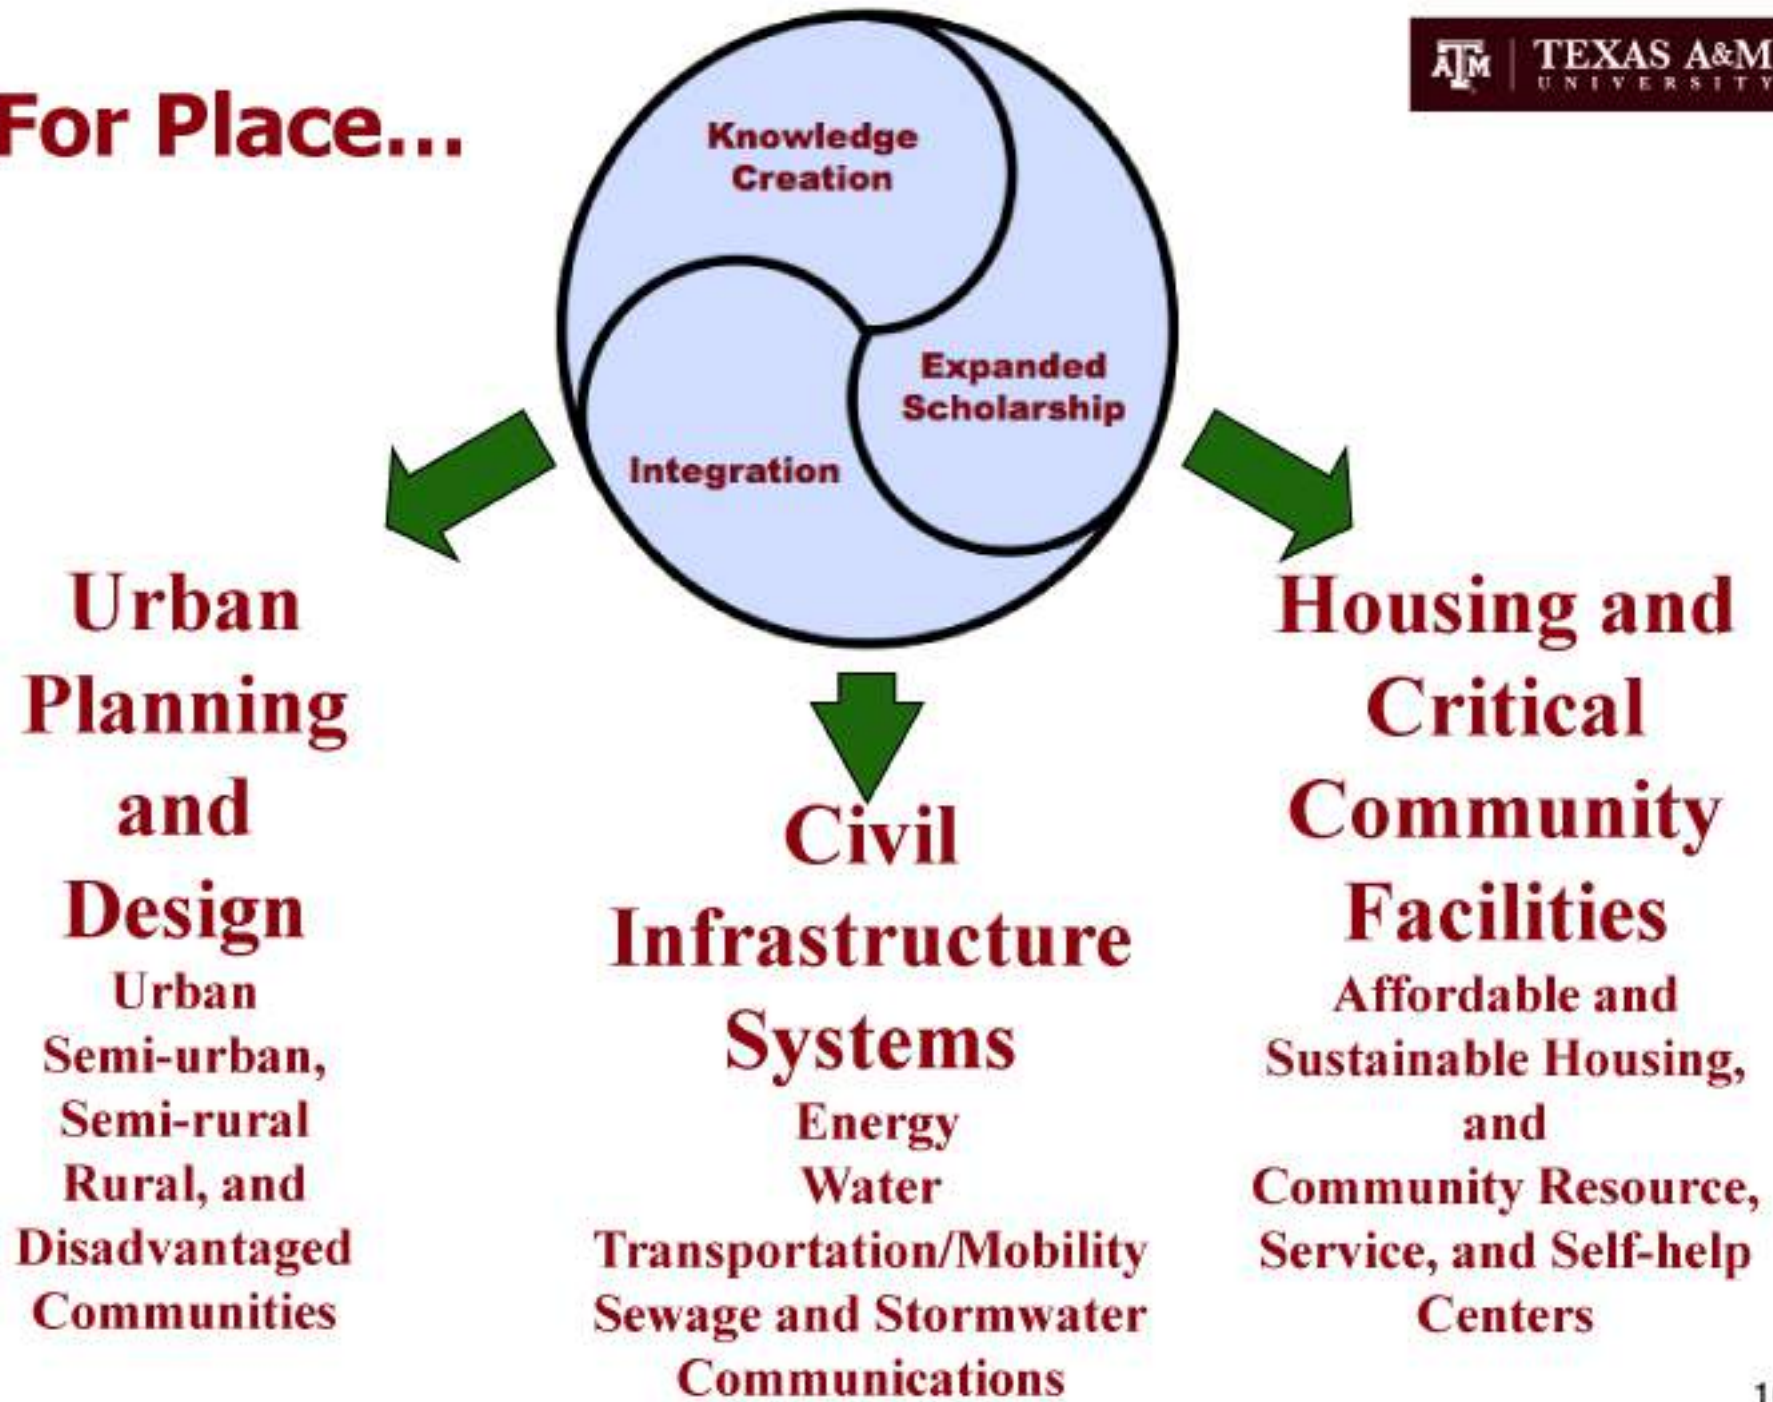 For Place...
TEXAS A&M
UNIVERSITY
Knowledge
Creation
Expanded
Scholarship
Integration
Urban
Planning
and
Design
Urban
Semi-urban,
Semi-rural
Rural, and
Disadvantaged
Communities
Civil
Infrastructure
Systems
Energy
Water
Transportation/Mobility
Sewage and Stormwater
Communications
Housing and
Critical
Community
Facilities
Affordable and
Sustainable Housing,
and
Community Resource,
Service, and Self-help
Centers